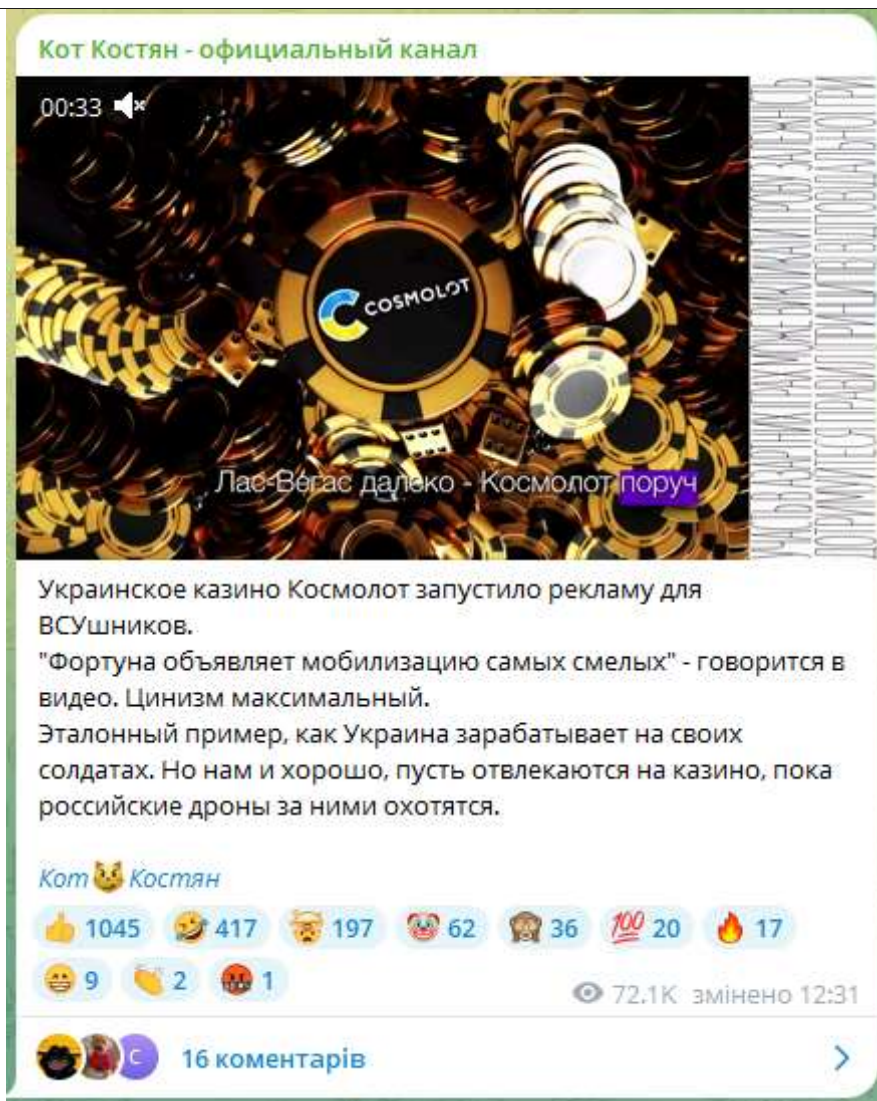 Кот Костян - официальный канал
00:33
COSMOLOT
Лас-Вегас далеко - Космолот поруч
Украинское казино Космолот запустило рекламу для
ВСУшников.
"Фортуна объявляет мобилизацию самых смелых" - говорится в
видео. Цинизм максимальный.
Эталонный пример, как Украина зарабатывает на своих
солдатах. Но нам и хорошо, пусть отвлекаются на казино, пока
российские дроны за ними охотятся.
Кот😼Костян
👍 1045 🤣 417 🤯 197 🤡 62 🙈 36 💯 20 🔥 17
😁 9 👏 2 🤬 1
72.1K змінено 12:31
C
16 коментарів